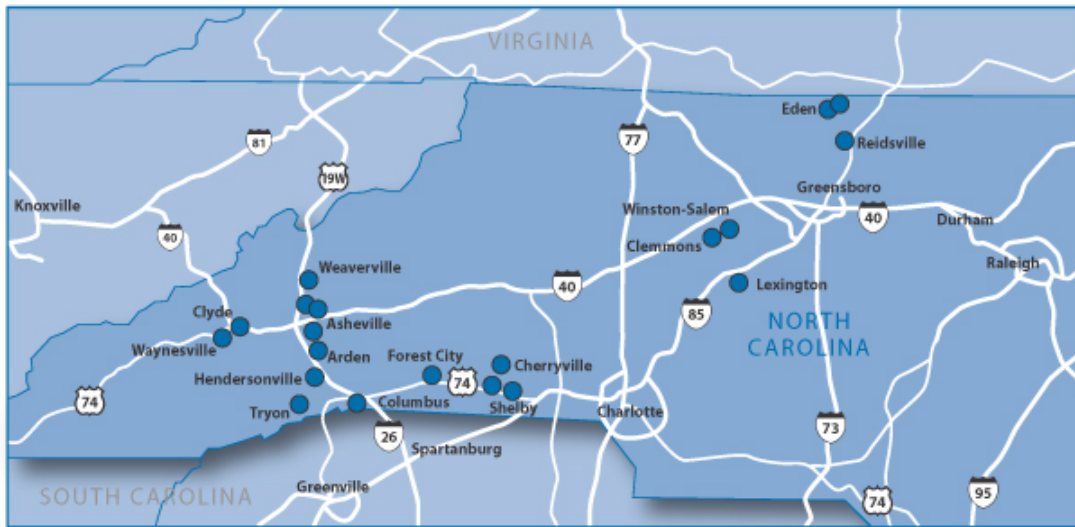 VIRGINIA
Eden
77
81
Reidsville
19W
Greensboro
Knoxville
Winston-Salem
40
Durham
40
Clemmons
Raleigh
Weaverville
Lexington
40
Clyde
85
NORTH
CAROLINA
Asheville
Waynesville
Arden
Forest City
Cherryville
Hendersonville
74
74
Columbus
Shelby
Tryon
Charlotte
73
26
Spartanburg
Greenville
SOUTH CAROLINA
74
95